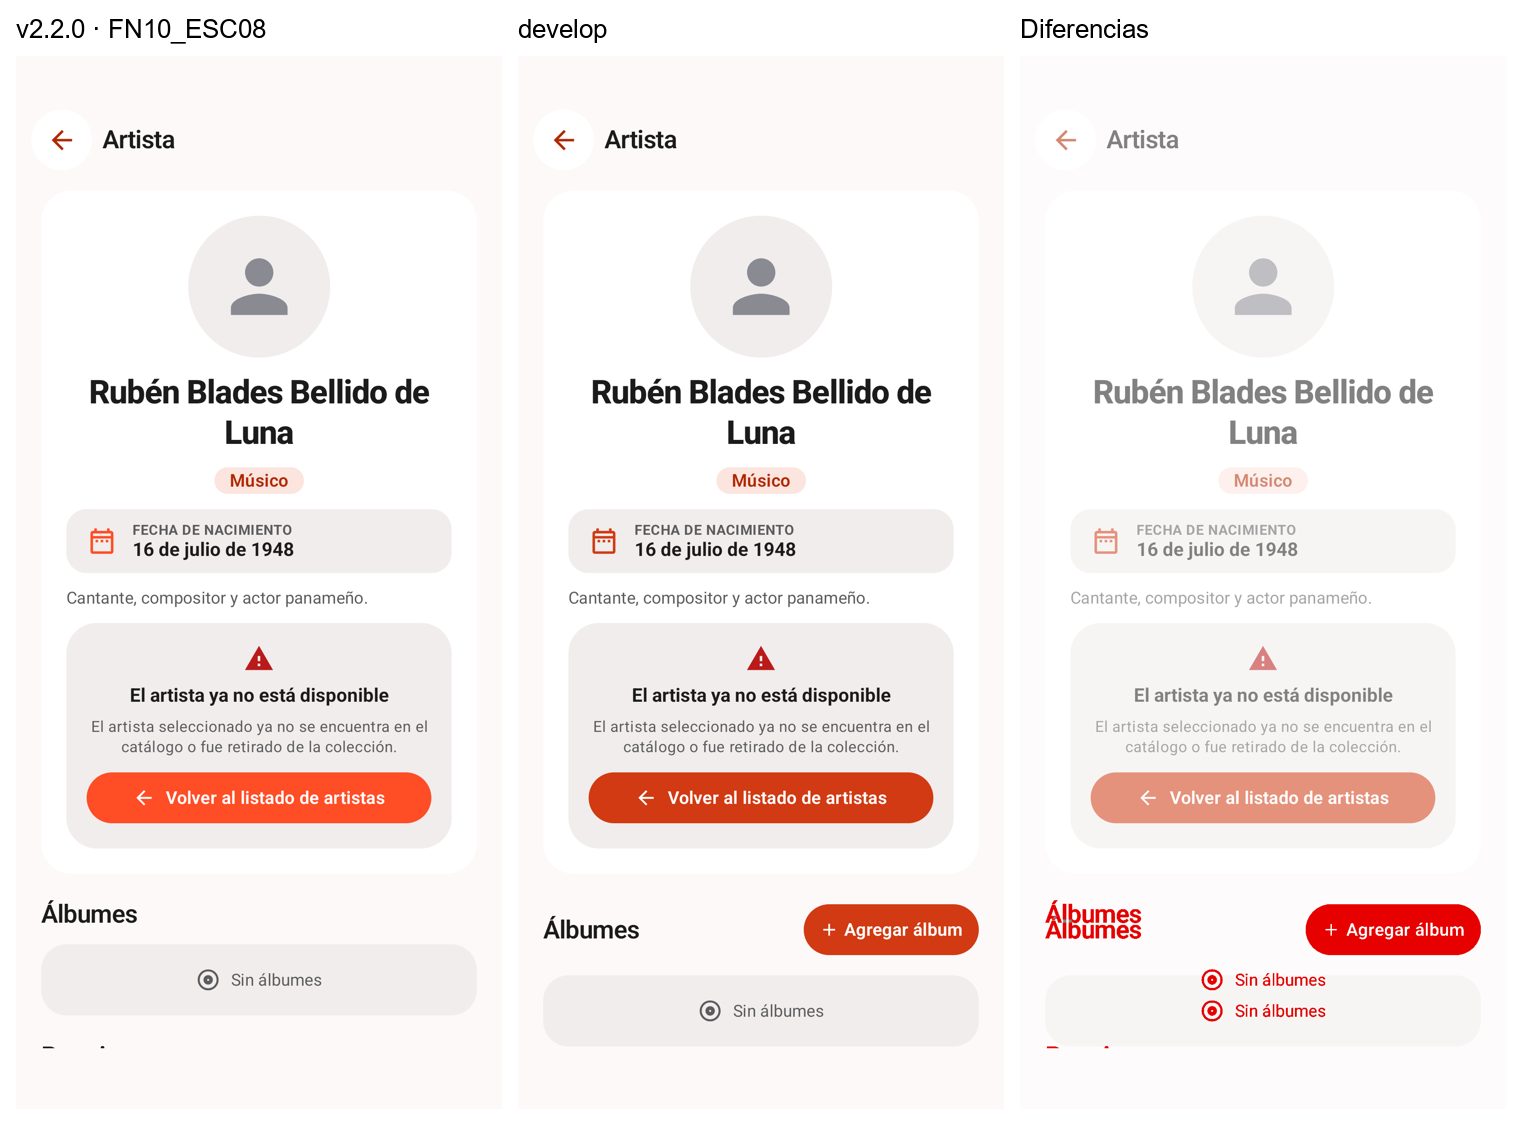 v2.2.0 · FN10_ESC08
Artista
Rubén Blades Bellido de
Luna
Músico
FECHA DE NACIMIENTO
16 de julio de 1948
Cantante, compositor y actor panameño.
El artista ya no está disponible
El artista seleccionado ya no se encuentra en el
catálogo o fue retirado de la colección.
Volver al listado de artistas
Álbumes
Sin álbumes
develop
Artista
Rubén Blades Bellido de
Luna
Músico
FECHA DE NACIMIENTO
16 de julio de 1948
Cantante, compositor y actor panameño.
El artista ya no está disponible
El artista seleccionado ya no se encuentra en el
catálogo o fue retirado de la colección.
Volver al listado de artistas
Álbumes
+ Agregar álbum
Sin álbumes
Diferencias
Artista
Rubén Blades Bellido de
Luna
Músico
FECHA DE NACIMIENTO
16 de julio de 1948
Cantante, compositor y actor panameño.
El artista ya no está disponible
El artista seleccionado ya no se encuentra en el
catálogo o fue retirado de la colección.
Volver al listado de artistas
Álbumes
Álbumes
+ Agregar álbum
Sin álbumes
Sin álbumes